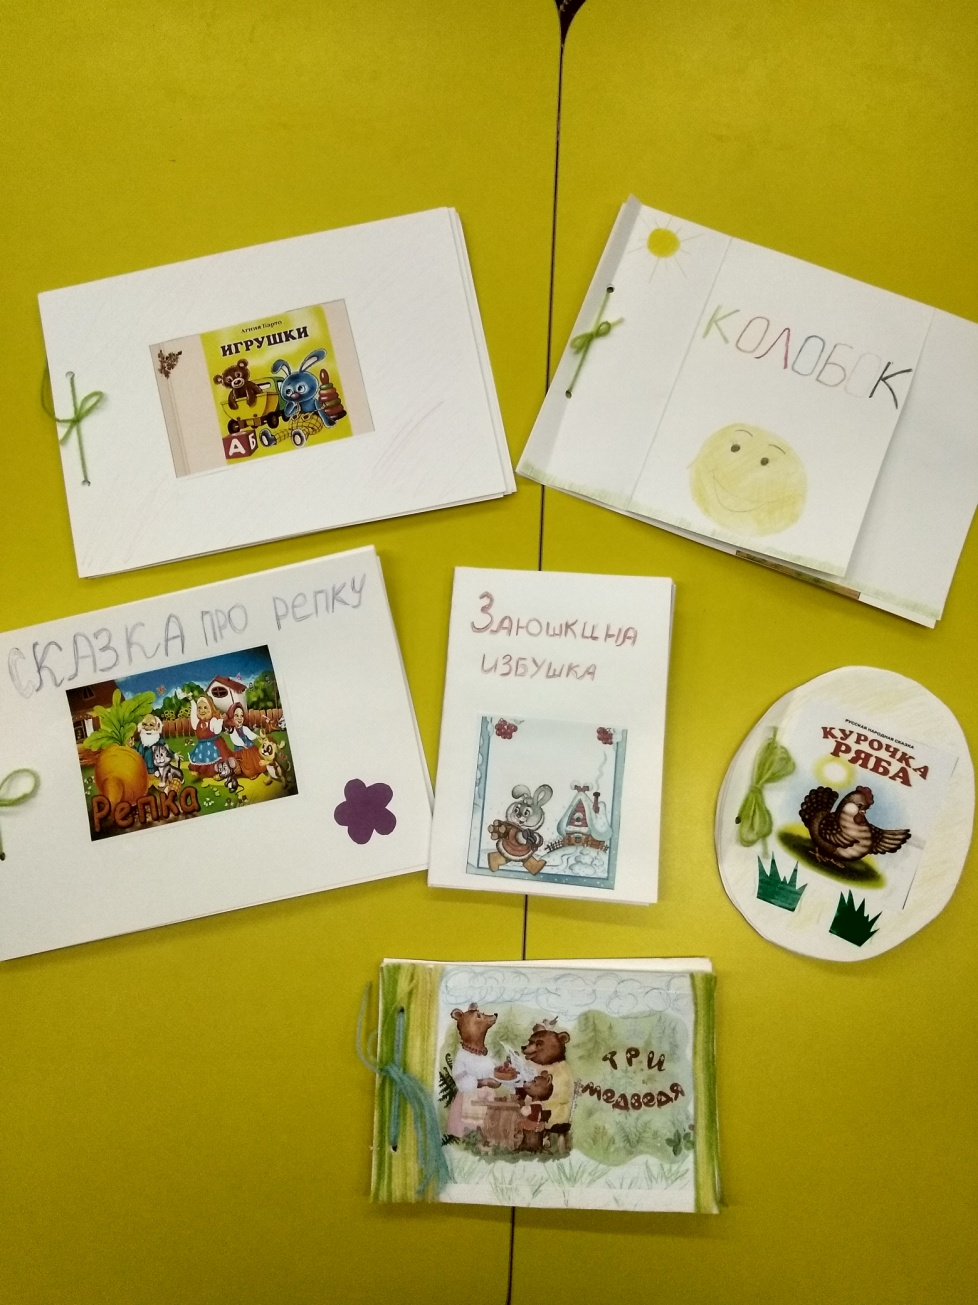 Агния Барто
ИГРУШКИ
А Б
КОЛОБОК
СКАЗКА ПРО РЕПКУ
Репка
ЗАЮШКИНА
ИЗБУШКА
РУССКАЯ НАРОДНАЯ СКАЗКА
КУРОЧКА
РЯБА
ТРИ
медведя